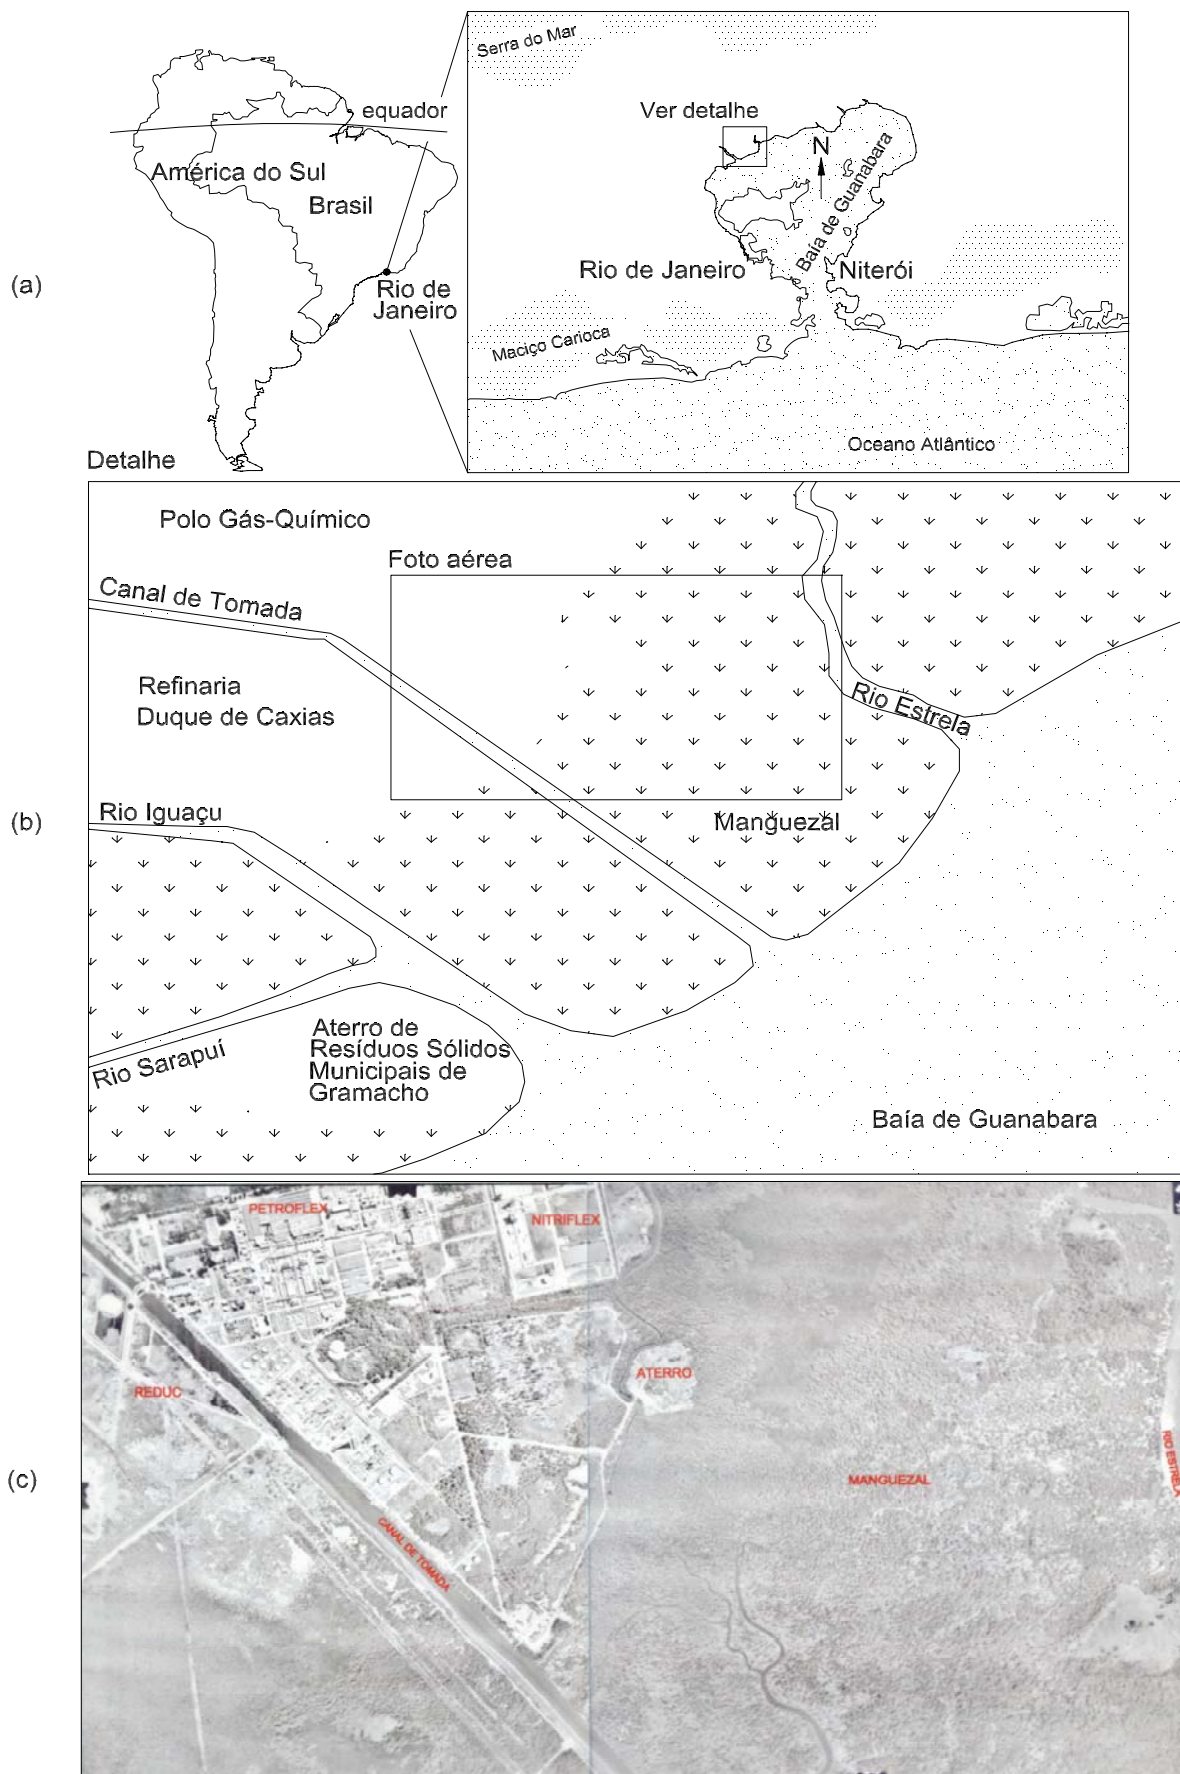 Serra do Mar
equador
Ver detalhe
N
América do Sul
Brasil
Baía de Guanabara
Rio de Janeiro
Niterói
(a)
Rio de
Janeiro
Maciço Carioca
Oceano Atlântico
Detalhe
Polo Gás-Químico
Foto aérea
Canal de Tomada
Refinaria
Duque de Caxias
Rio Estrela
Rio Iguaçu
(b)
Manguezal
Aterro de
Resíduos Sólidos
Municipais de
Gramacho
Rio Sarapuí
Baía de Guanabara
PETROFLEX
NITRIFLEX
REDUC
ATERRO
(c)
MANGUEZAL
RIO ESTRELA
CANAL DE TOMADA